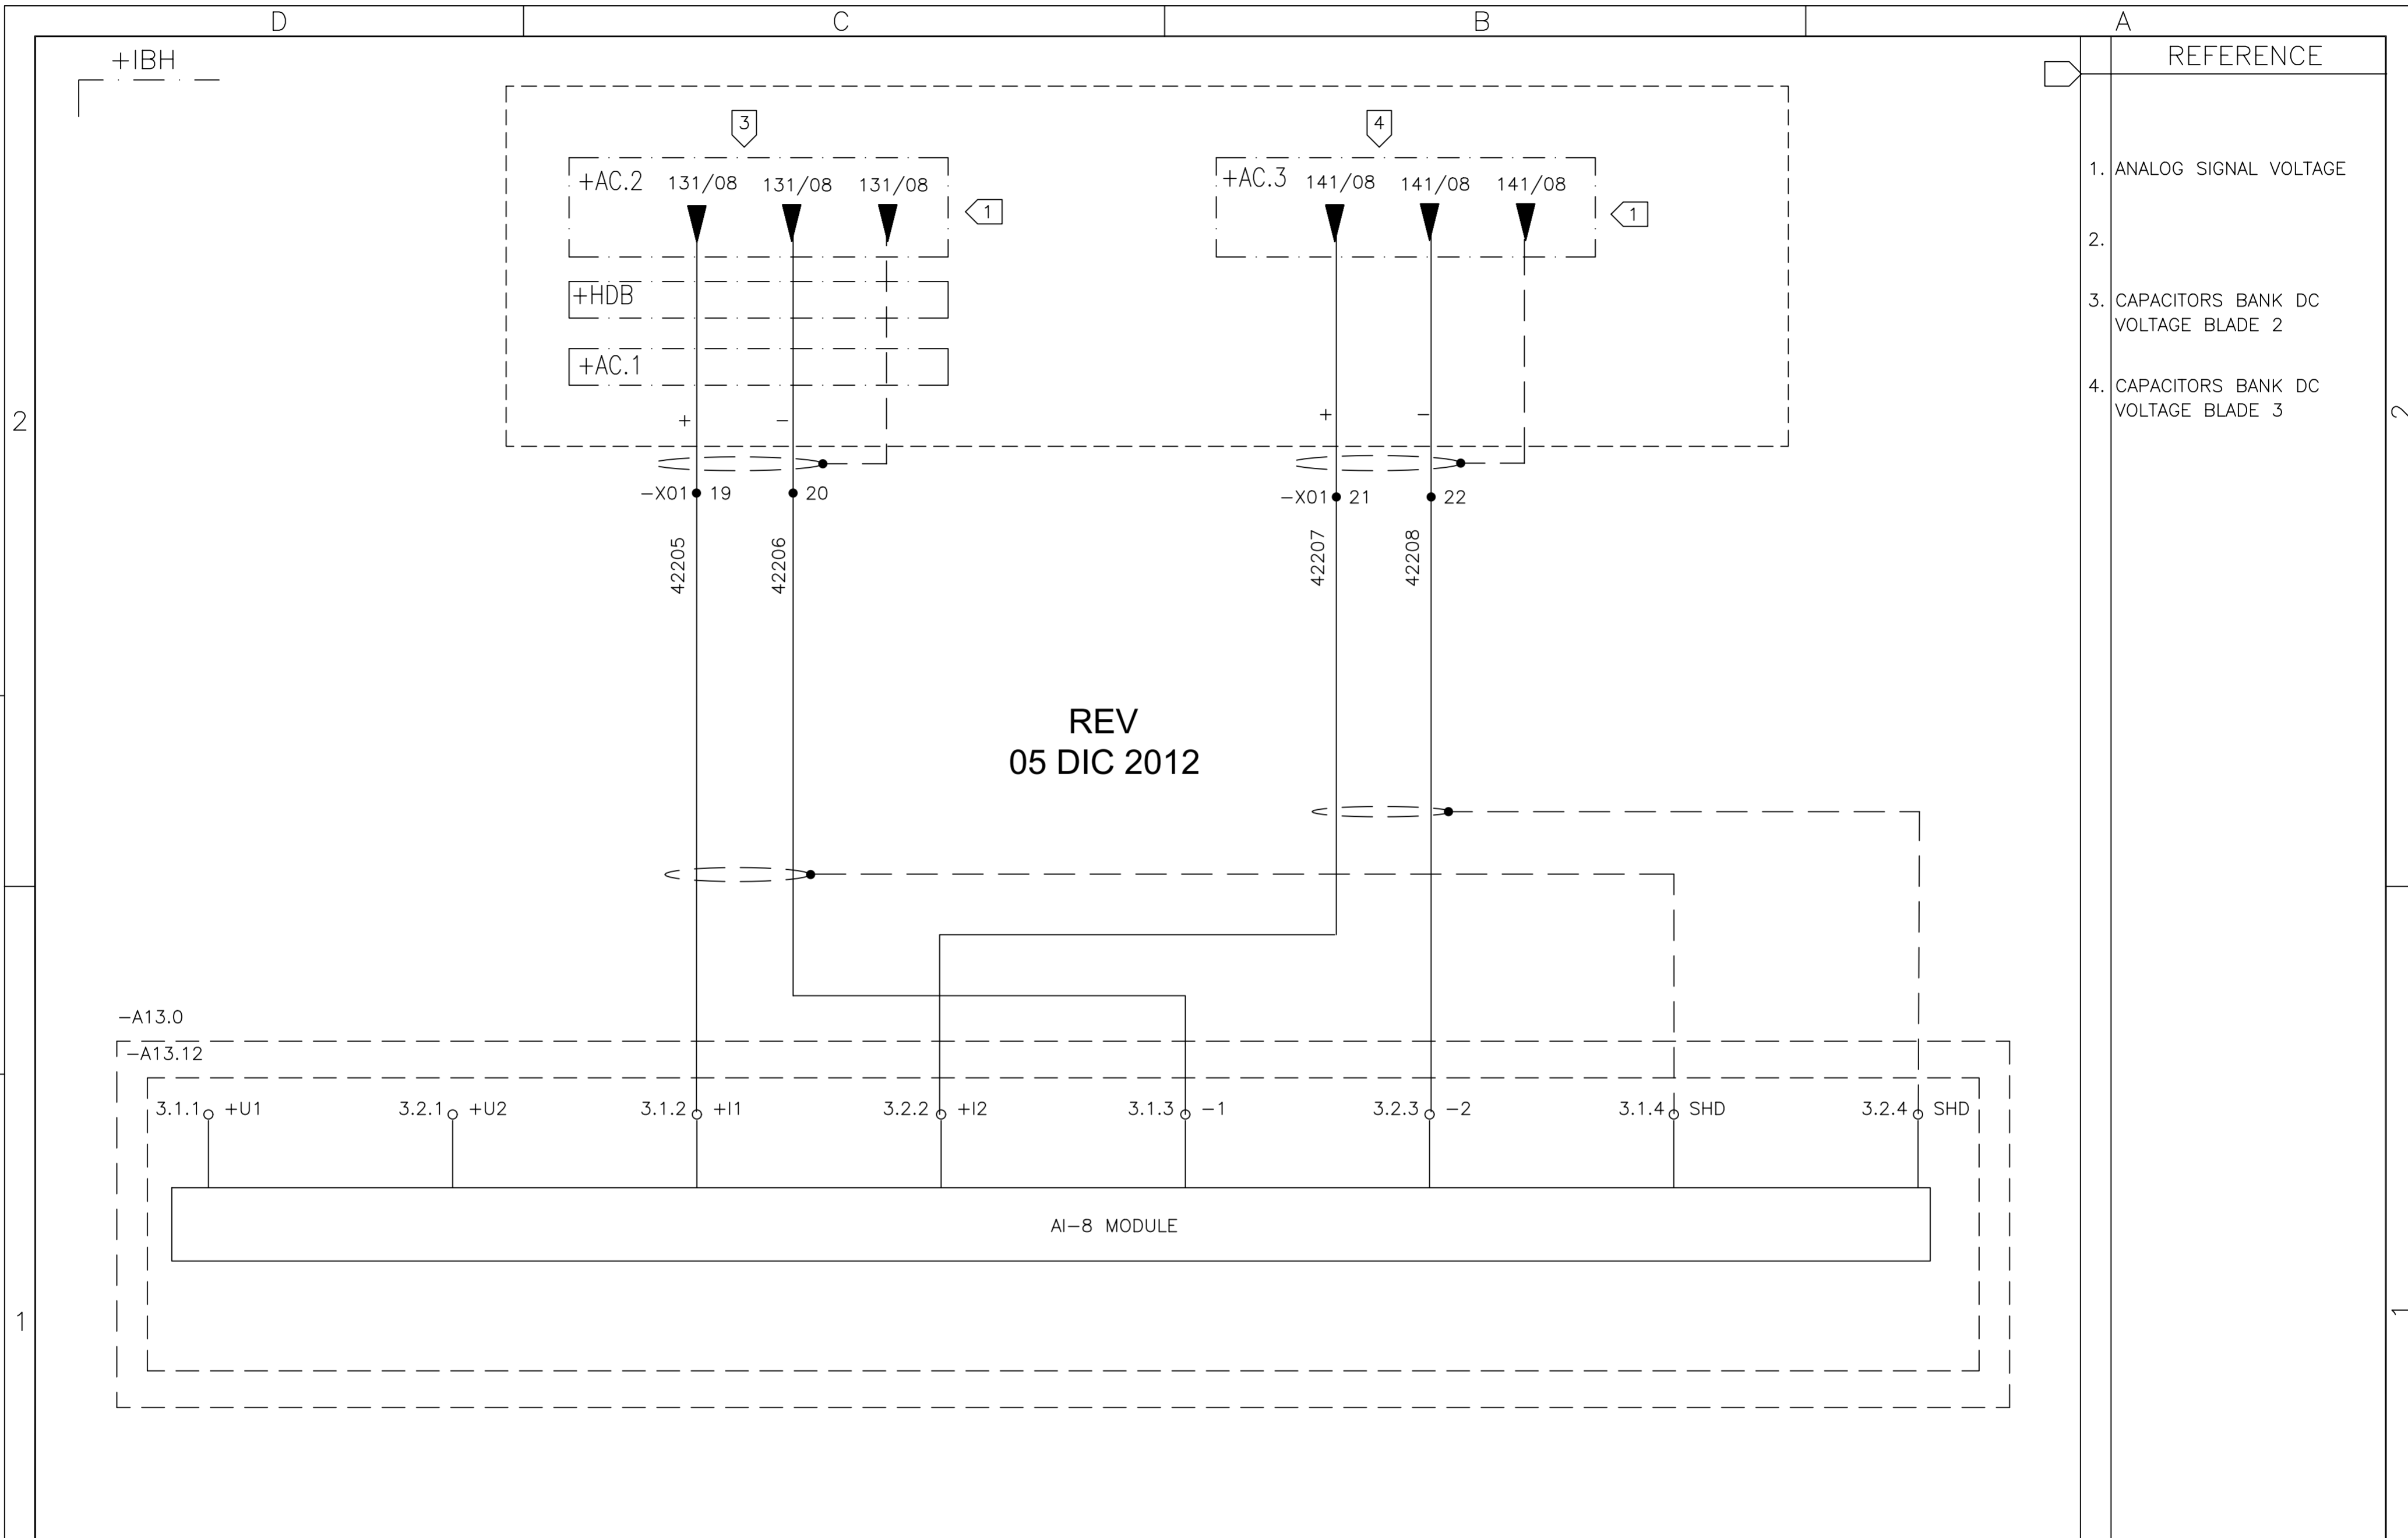 D C B A
+IBH
REFERENCE
3
4
+AC.2 131/08 131/08 131/08
1
+AC.3 141/08 141/08 141/08
1
1. ANALOG SIGNAL VOLTAGE
2.
3. CAPACITORS BANK DC
VOLTAGE BLADE 2
4. CAPACITORS BANK DC
VOLTAGE BLADE 3
+HDB
+AC.1
+ −
+ −
2
2
−X01 19 20
−X01 21 22
42205
42206
42207
42208
REV
05 DIC 2012
−A13.0
−A13.12
3.1.1 +U1
3.2.1 +U2
3.1.2 +I1
3.2.2 +I2
3.1.3 −1
3.2.3 −2
3.1.4 SHD
3.2.4 SHD
AI−8 MODULE
1
1